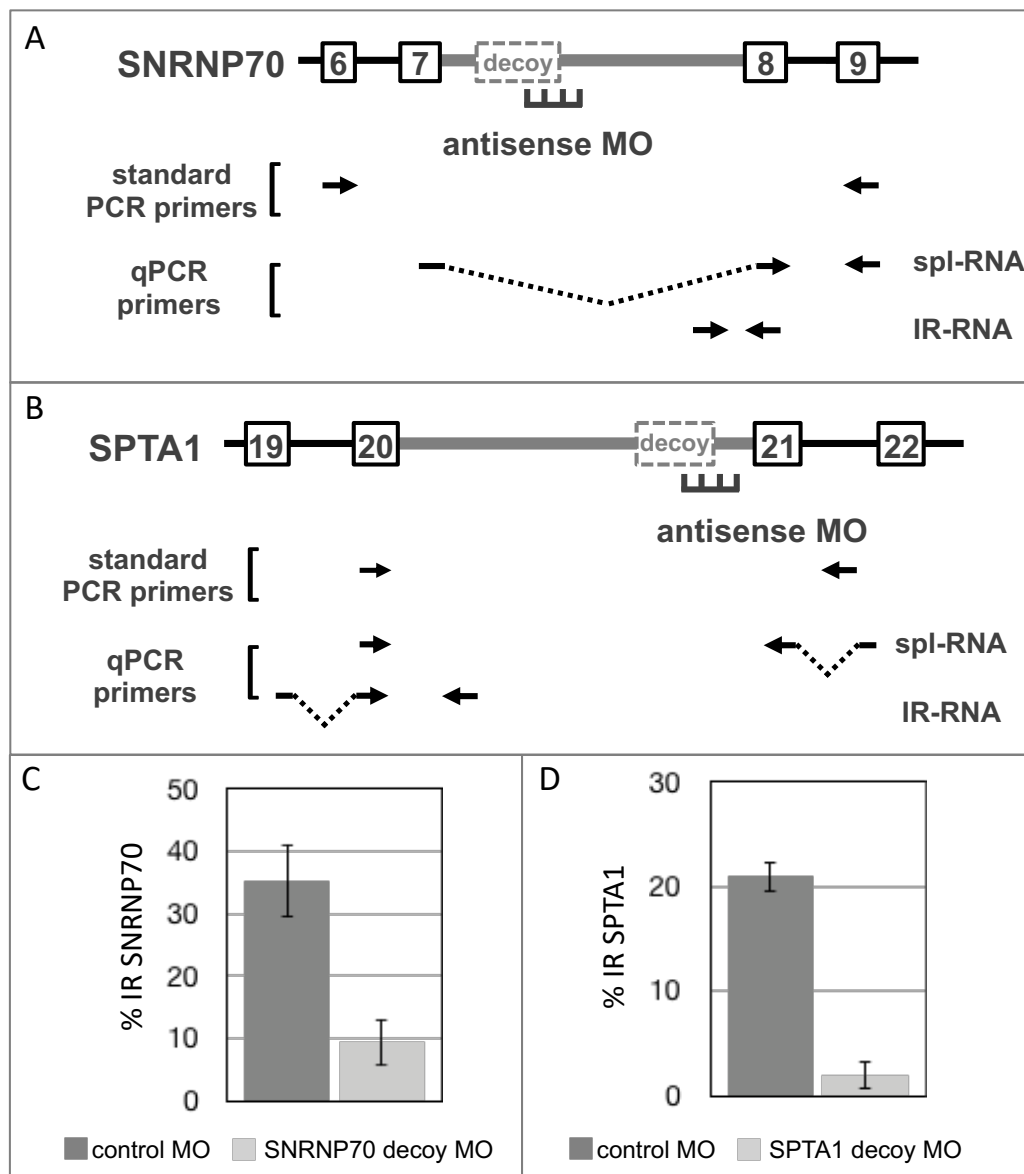 A
SNRNP70
6 7 decoy 8 9
antisense MO
standard
PCR primers
qPCR
primers
spl-RNA
IR-RNA
B
SPTA1
19 20 decoy 21 22
antisense MO
standard
PCR primers
qPCR
primers
spl-RNA
IR-RNA
C
% IR SNRNP70
50
40
30
20
10
0
control MO SNRNP70 decoy MO
D
% IR SPTA1
30
20
10
0
control MO SPTA1 decoy MO